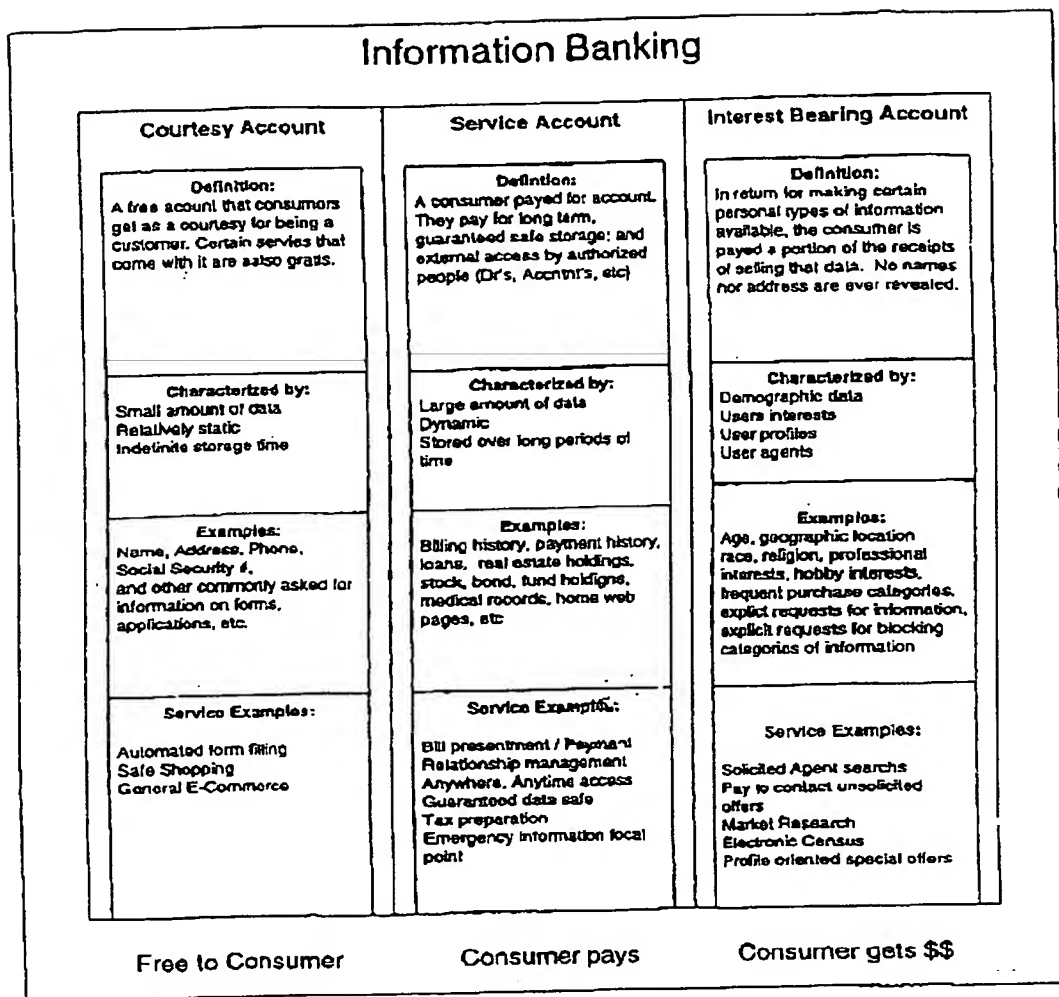 Information Banking
Courtesy Account
Definition:
A free acount that consumers
get as a courtesy for being a
customer. Certain servies that
come with it are aalso gratis.
Characterized by:
Small amount of data
Relatively static
Indefinite storage time
Examples:
Name, Address, Phone,
Social Security #,
and other commonly asked for
information on forms,
applications, etc.
Service Examples:
Automated form filling
Safe Shopping
General E-Commerce
Free to Consumer
Service Account
Defintion:
A consumer payed for account.
They pay for long term,
guaranteed safe storage; and
external access by authorized
people (Dr's, Accntnt's, etc)
Characterized by:
Large amount of data
Dynamic
Stored over long periods of
time
Examples:
Billing history, payment history,
loans, real estate holdings,
stock, bond, fund holdigns,
medical records, home web
pages, etc
Service Examples:
Bill presentment / Payment
Relationship management
Anywhere, Anytime access
Guaranteed data safe
Tax preparation
Emergency information focal
point
Consumer pays
Interest Bearing Account
Definition:
In return for making certain
personal types of information
available, the consumer is
payed a portion of the receipts
of selling that data. No names
nor address are ever revealed.
Characterized by:
Demographic data
Users interests
User profiles
User agents
Examples:
Age, geographic location
race, religion, professional
interests, hobby interests,
frequent purchase categories,
explict requests for information,
explicit requests for blocking
categories of information
Service Examples:
Solicited Agent searchs
Pay to contact unsolicited
offers
Market Research
Electronic Census
Profile oriented special offers
Consumer gets $$